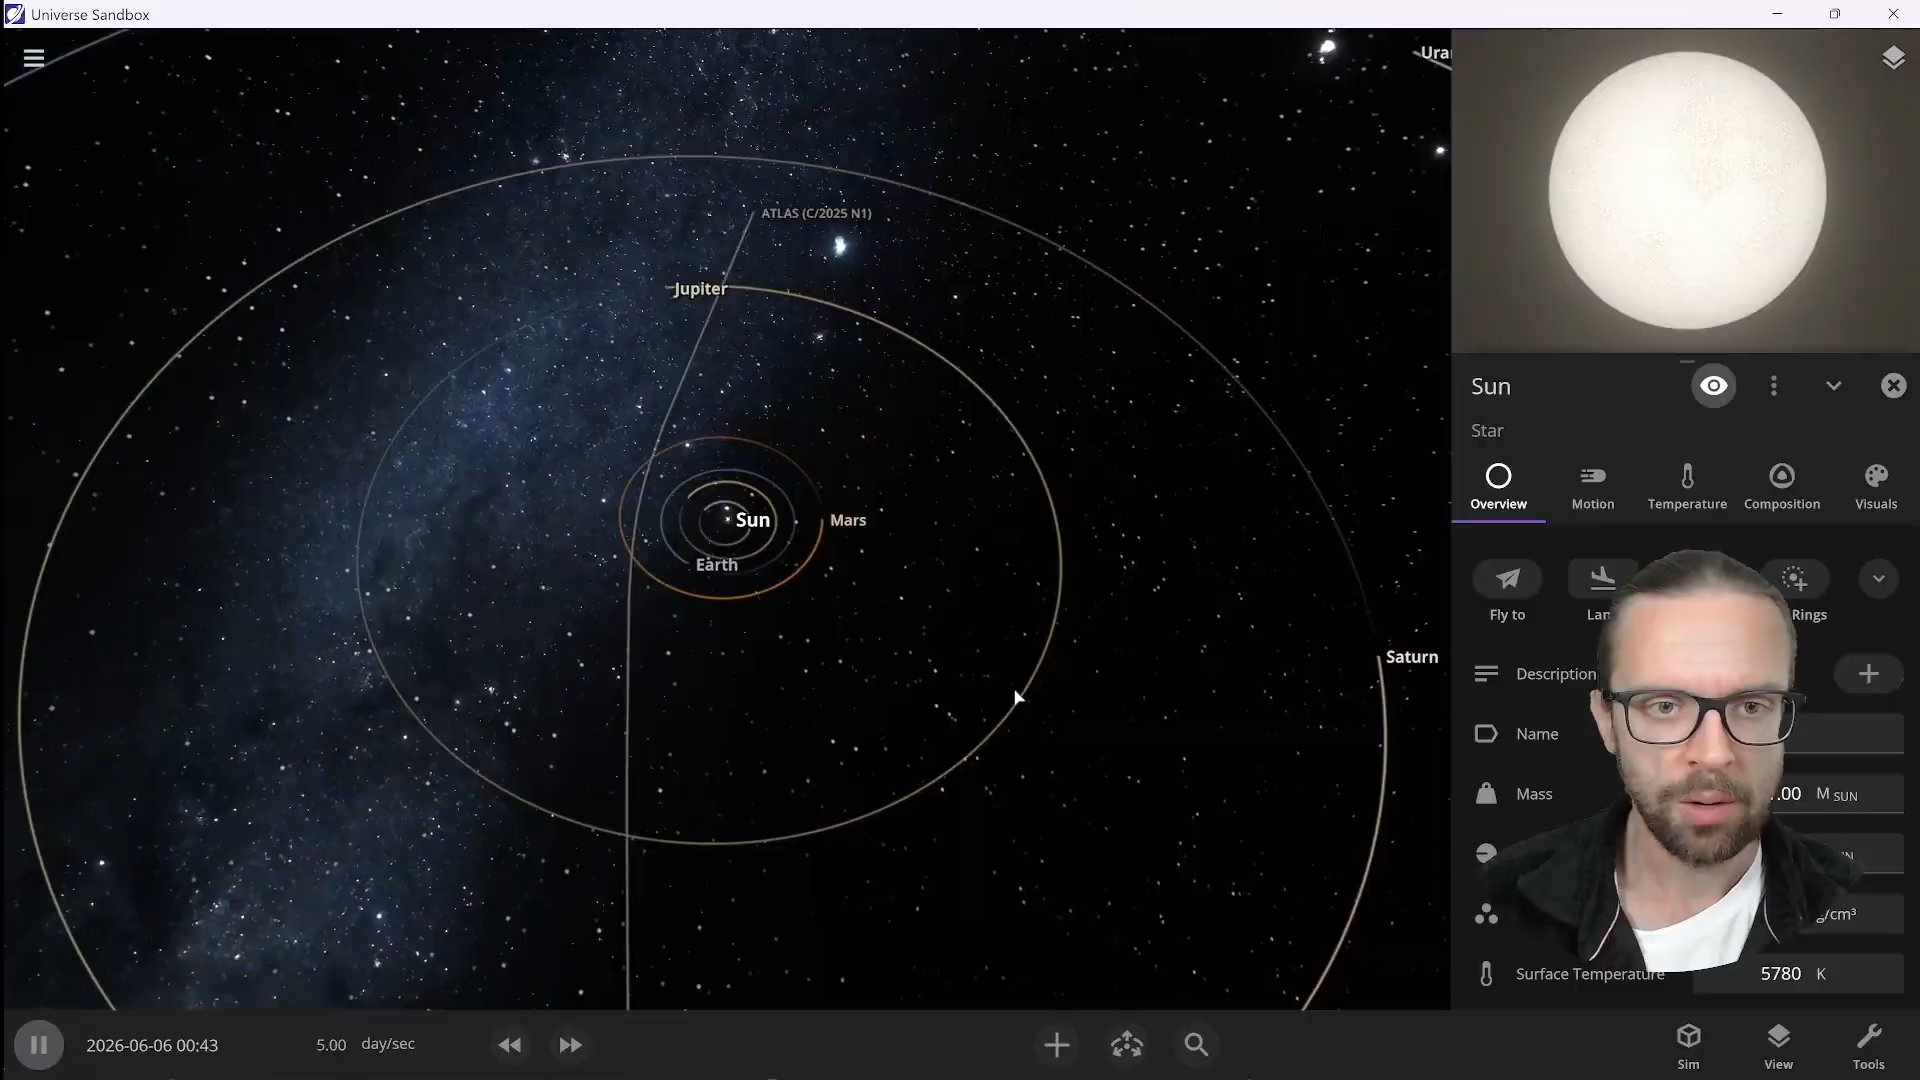 Universe Sandbox
ATLAS (C/2025 N1)
Jupiter
Sun
Mars
Earth
Saturn
Sun
Star
Overview
Motion
Temperature
Composition
Visuals
Fly to
Rings
Description
Name
Mass
.00 M SUN
g/cm³
Surface Temperature 5780 K
2026-06-06 00:43
5.00 day/sec
Sim
View
Tools